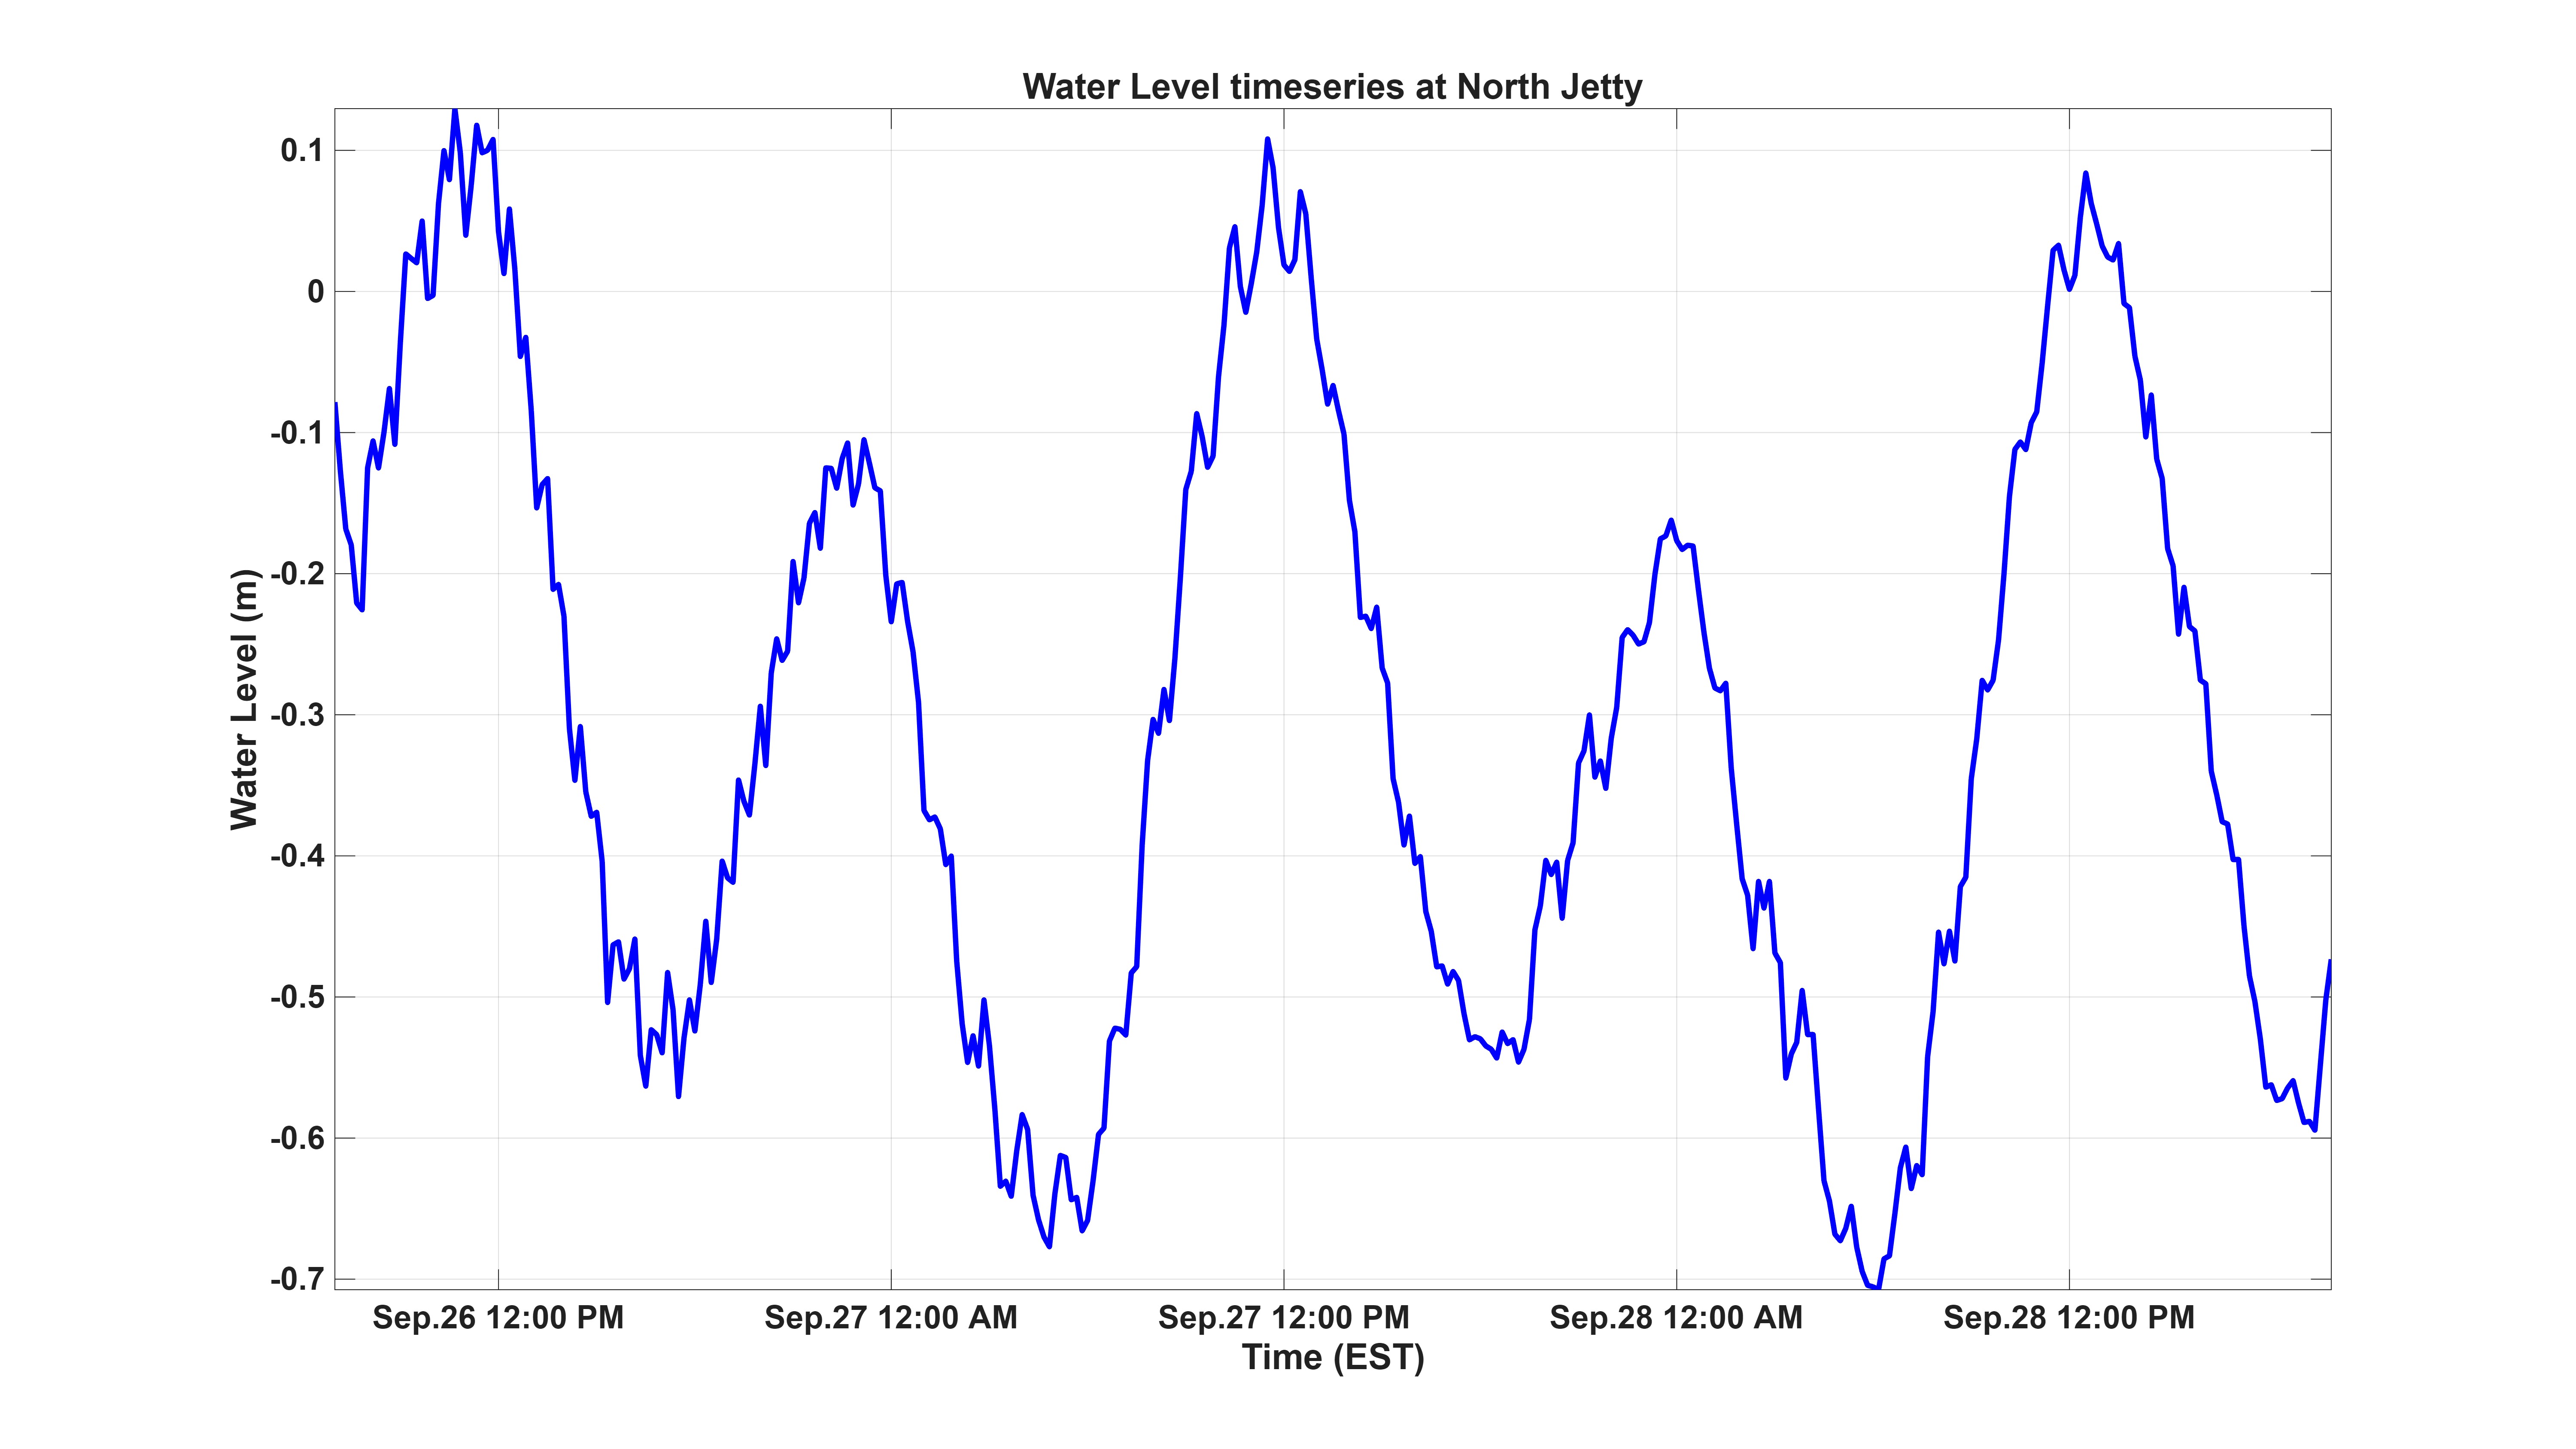 Water Level timeseries at North Jetty
Water Level (m)
0.1
0
-0.1
-0.2
-0.3
-0.4
-0.5
-0.6
-0.7
Sep.26 12:00 PM
Sep.27 12:00 AM
Sep.27 12:00 PM
Sep.28 12:00 AM
Sep.28 12:00 PM
Time (EST)